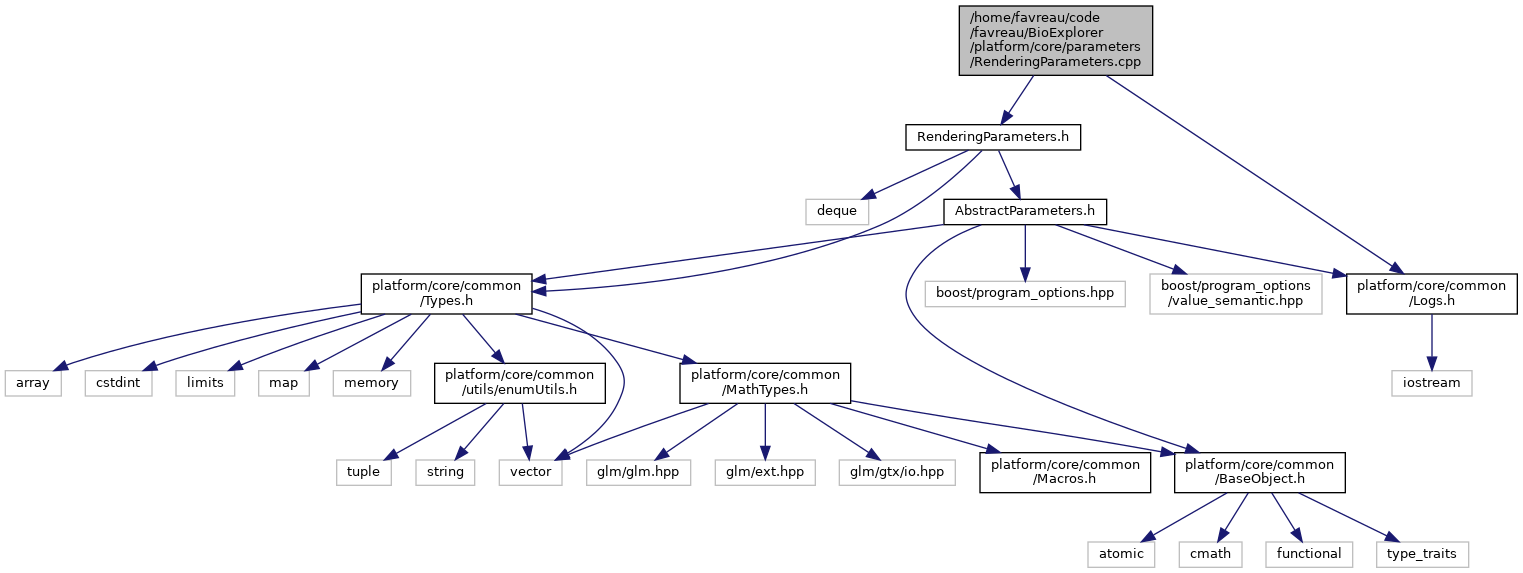 /home/favreau/code
/favreau/BioExplorer
/platform/core/parameters
/RenderingParameters.cpp
RenderingParameters.h
deque
AbstractParameters.h
platform/core/common
/Types.h
boost/program_options.hpp
boost/program_options
/value_semantic.hpp
platform/core/common
/Logs.h
array
cstdint
limits
map
memory
platform/core/common
/utils/enumUtils.h
platform/core/common
/MathTypes.h
iostream
tuple
string
vector
glm/glm.hpp
glm/ext.hpp
glm/gtx/io.hpp
platform/core/common
/Macros.h
platform/core/common
/BaseObject.h
atomic
cmath
functional
type_traits